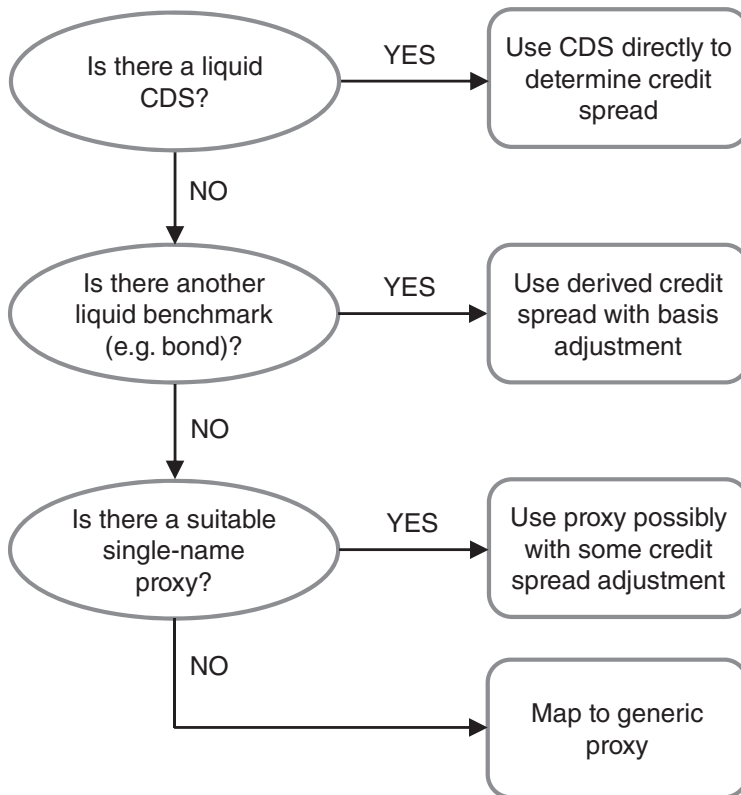 Is there a liquid
CDS?
YES
Use CDS directly to
determine credit
spread
NO
Is there another
liquid benchmark
(e.g. bond)?
YES
Use derived credit
spread with basis
adjustment
NO
Is there a suitable
single-name
proxy?
YES
Use proxy possibly
with some credit
spread adjustment
NO
Map to generic
proxy